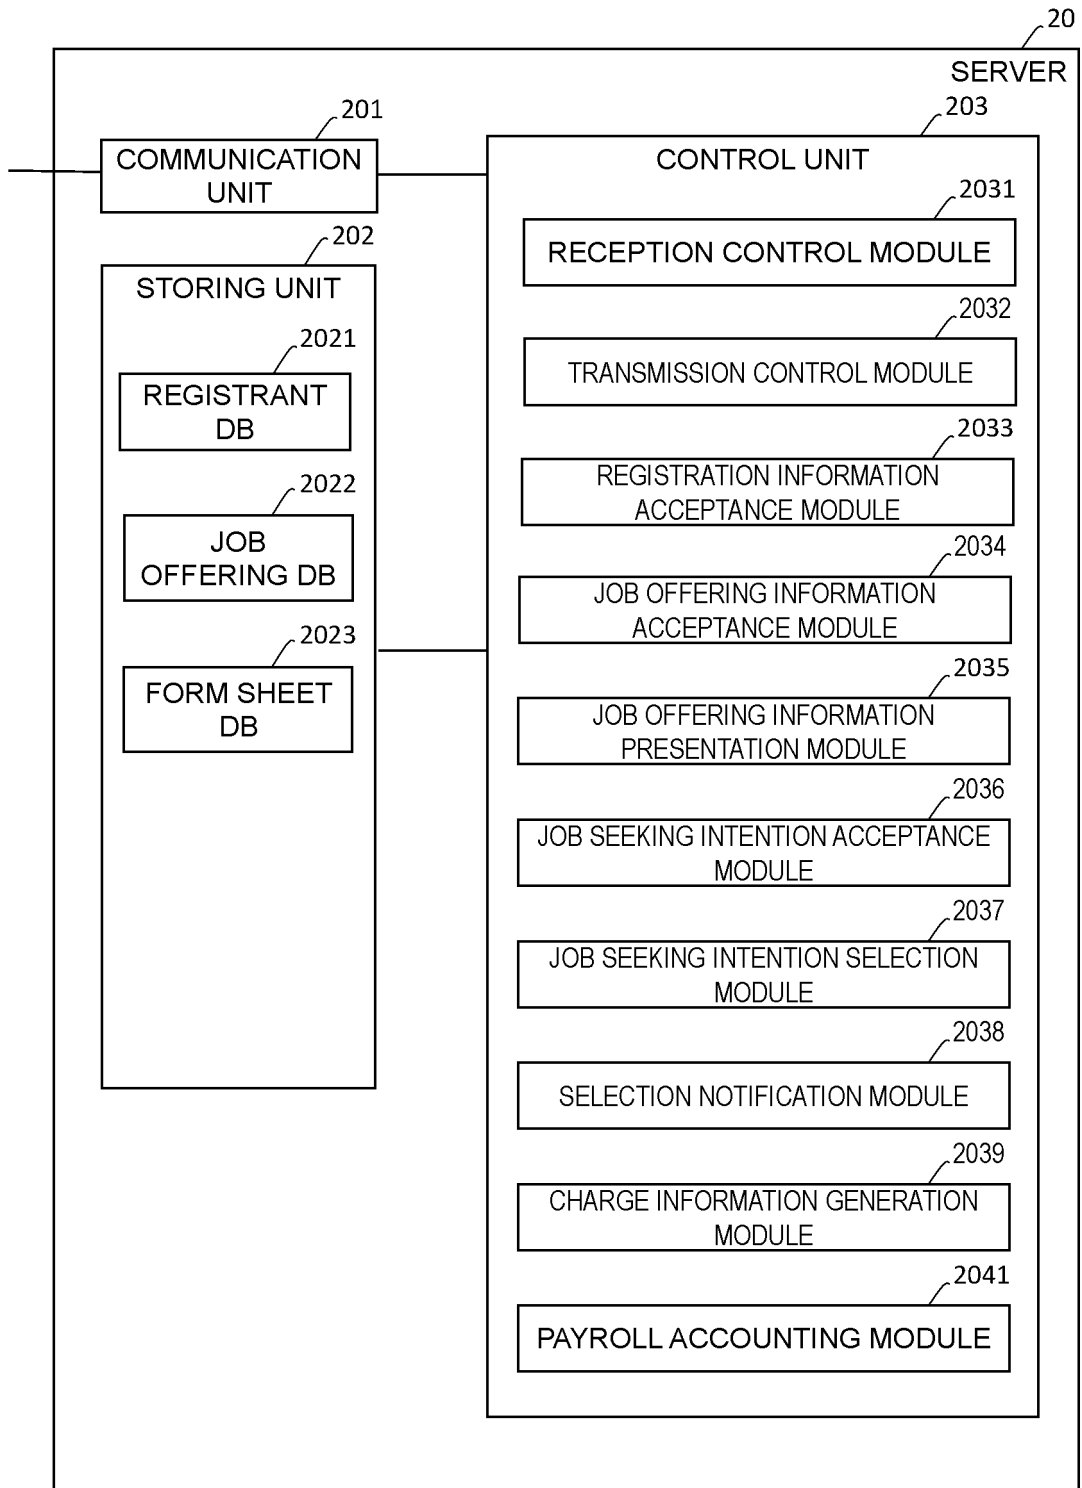 20
SERVER
201
COMMUNICATION
UNIT
202
STORING UNIT
2021
REGISTRANT
DB
2022
JOB
OFFERING DB
2023
FORM SHEET
DB
203
CONTROL UNIT
2031
RECEPTION CONTROL MODULE
2032
TRANSMISSION CONTROL MODULE
2033
REGISTRATION INFORMATION
ACCEPTANCE MODULE
2034
JOB OFFERING INFORMATION
ACCEPTANCE MODULE
2035
JOB OFFERING INFORMATION
PRESENTATION MODULE
2036
JOB SEEKING INTENTION ACCEPTANCE
MODULE
2037
JOB SEEKING INTENTION SELECTION
MODULE
2038
SELECTION NOTIFICATION MODULE
2039
CHARGE INFORMATION GENERATION
MODULE
2041
PAYROLL ACCOUNTING MODULE